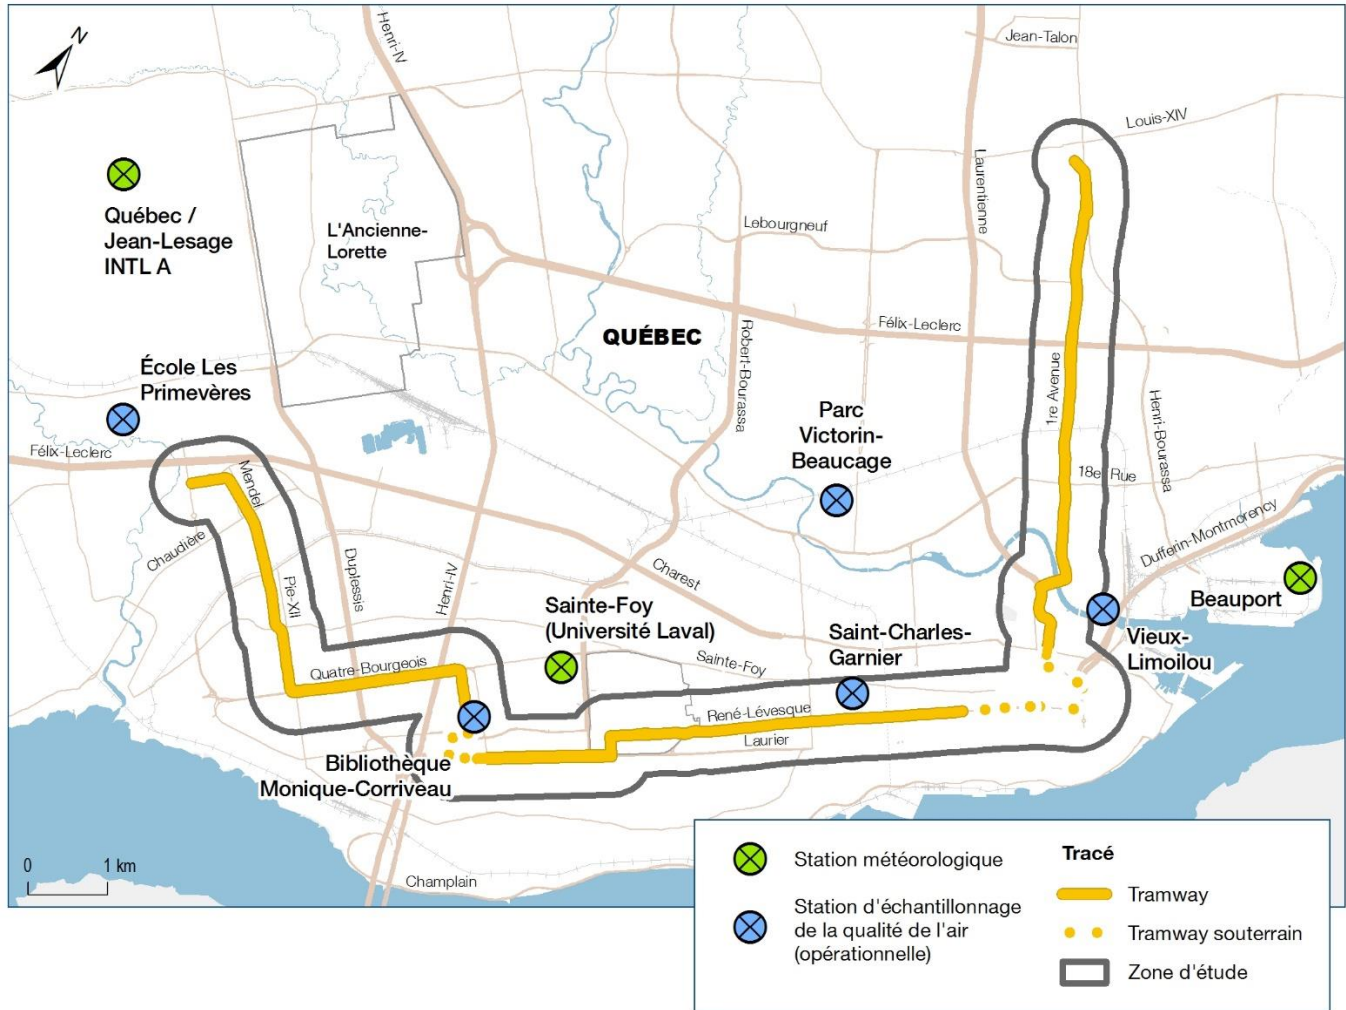 N
Henri-IV
Jean-Talon
Louis-XIV
Laurentienne
Québec /
Jean-Lesage
INTL A
L'Ancienne-
Lorette
Lebourgneuf
QUÉBEC
Félix-Leclerc
Robert-Bourassa
1re Avenue
Henri-Bourassa
École Les
Primevères
Parc
Victorin-
Beaucage
Félix-Leclerc
Mendel
18e Rue
Dufferin-Montmorency
Chaudière
Duplessis
Henri-IV
Pie-XII
Charest
Beauport
Sainte-Foy
(Université Laval)
Saint-Charles-
Garnier
Vieux-
Limoilou
Quatre-Bourgeois
Sainte-Foy
René-Lévesque
Laurier
Bibliothèque
Monique-Corriveau
0 1 km
Champlain
Station météorologique
Station d'échantillonnage
de la qualité de l'air
(opérationnelle)
Tracé
Tramway
Tramway souterrain
Zone d'étude